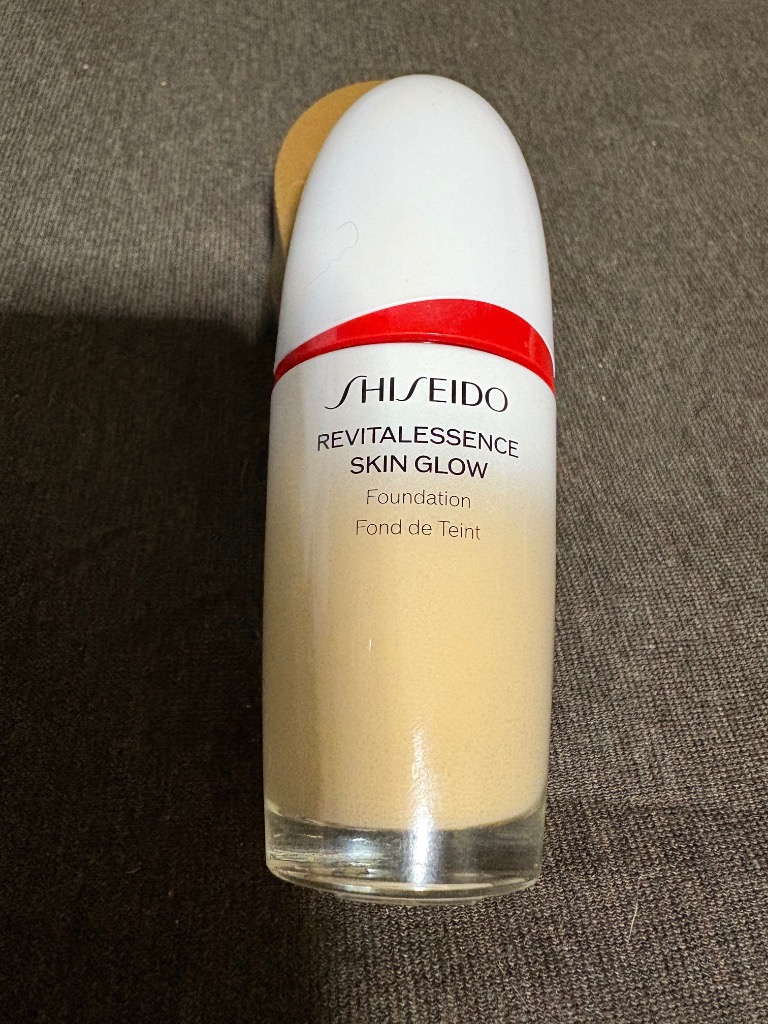 SHISEIDO
REVITALESSENCE
SKIN GLOW
Foundation
Fond de Teint